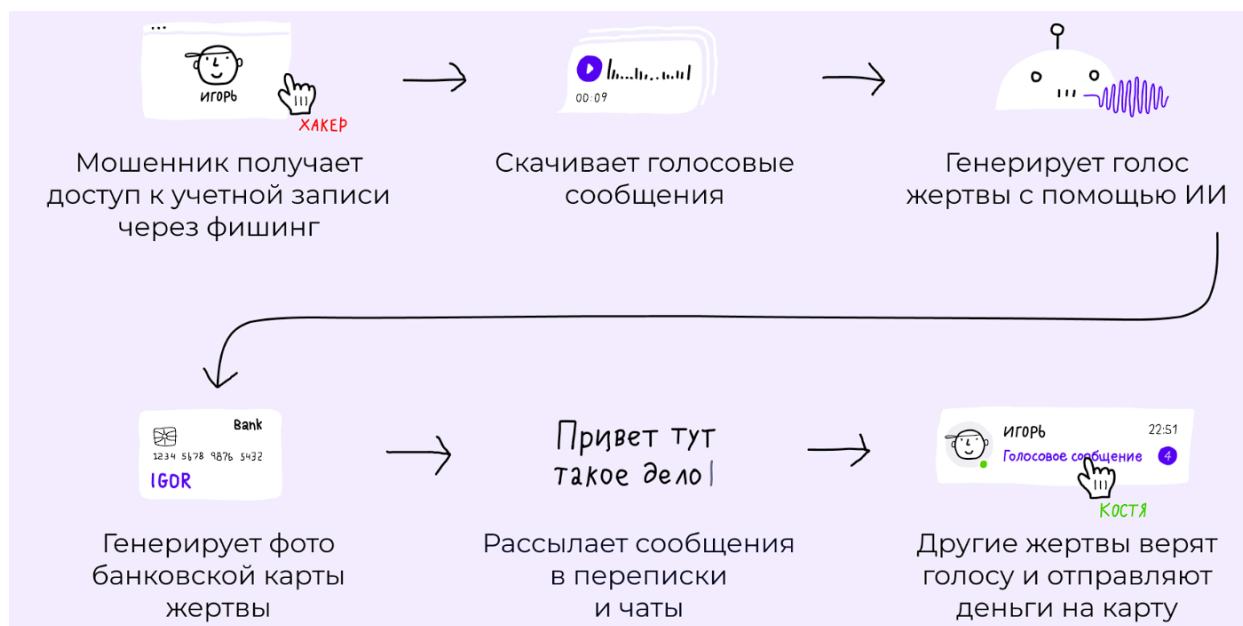 ИГОРЬ
ХАКЕР
Мошенник получает
доступ к учетной записи
через фишинг
00:09
Скачивает голосовые
сообщения
Генерирует голос
жертвы с помощью ИИ
Bank
1234 5678 9876 5432
IGOR
Генерирует фото
банковской карты
жертвы
Привет тут
такое дело
Рассылает сообщения
в переписки
и чаты
ИГОРЬ 22:51
Голосовое сообщение 4
КОСТЯ
Другие жертвы верят
голосу и отправляют
деньги на карту